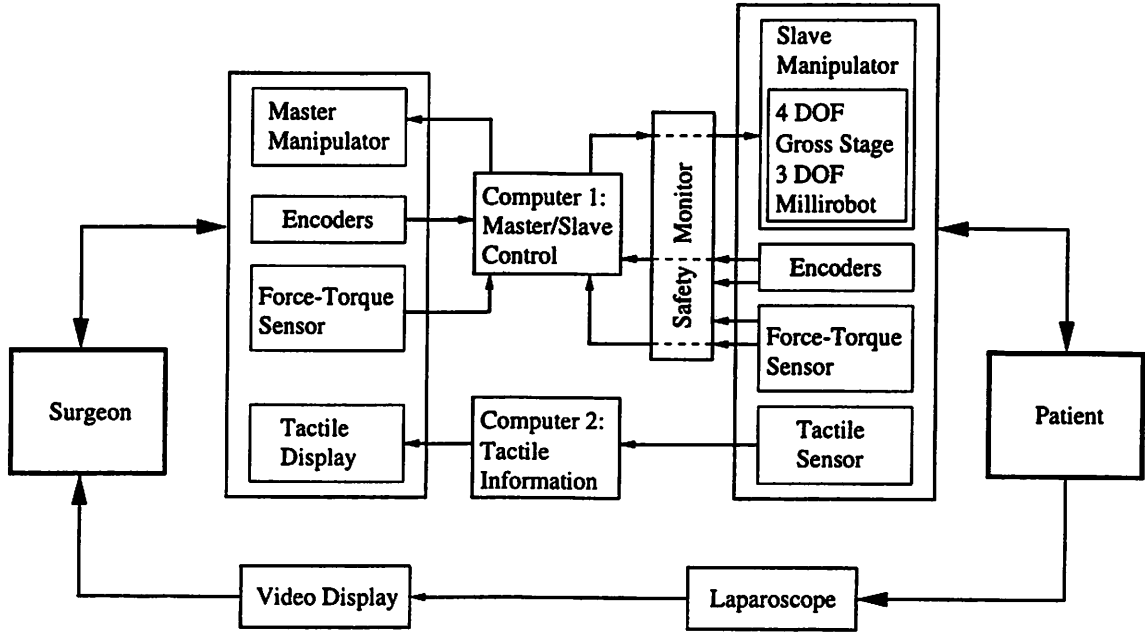 Master
Manipulator
Encoders
Force-Torque
Sensor
Tactile
Display
Surgeon
Computer 1:
Master/Slave
Control
Computer 2:
Tactile
Information
Safety Monitor
Slave
Manipulator
4 DOF
Gross Stage
3 DOF
Millirobot
Encoders
Force-Torque
Sensor
Tactile
Sensor
Patient
Video Display
Laparoscope